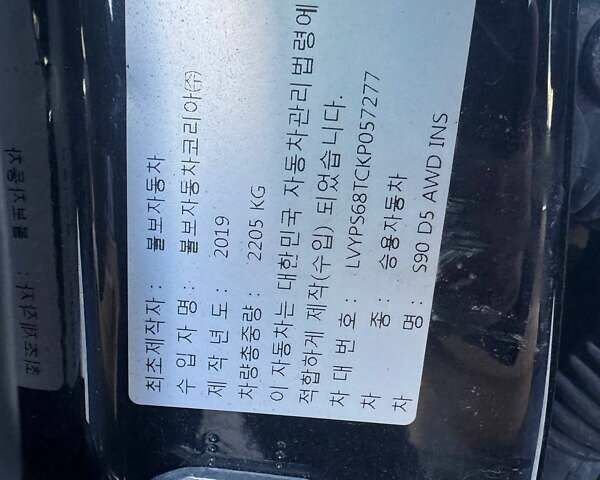 최초제작자 : 볼보자동차
수 입 자 명 : 볼보자동차코리아㈜
제 작 년 도 : 2019
차량총중량 : 2205 KG
이 자동차는 대한민국 자동차관리법령에
적합하게 제작(수입) 되었습니다.
차 대 번 호 : LVYPS68TCKP057277
차 종 : 승용자동차
차 명 : S90 D5 AWD INS